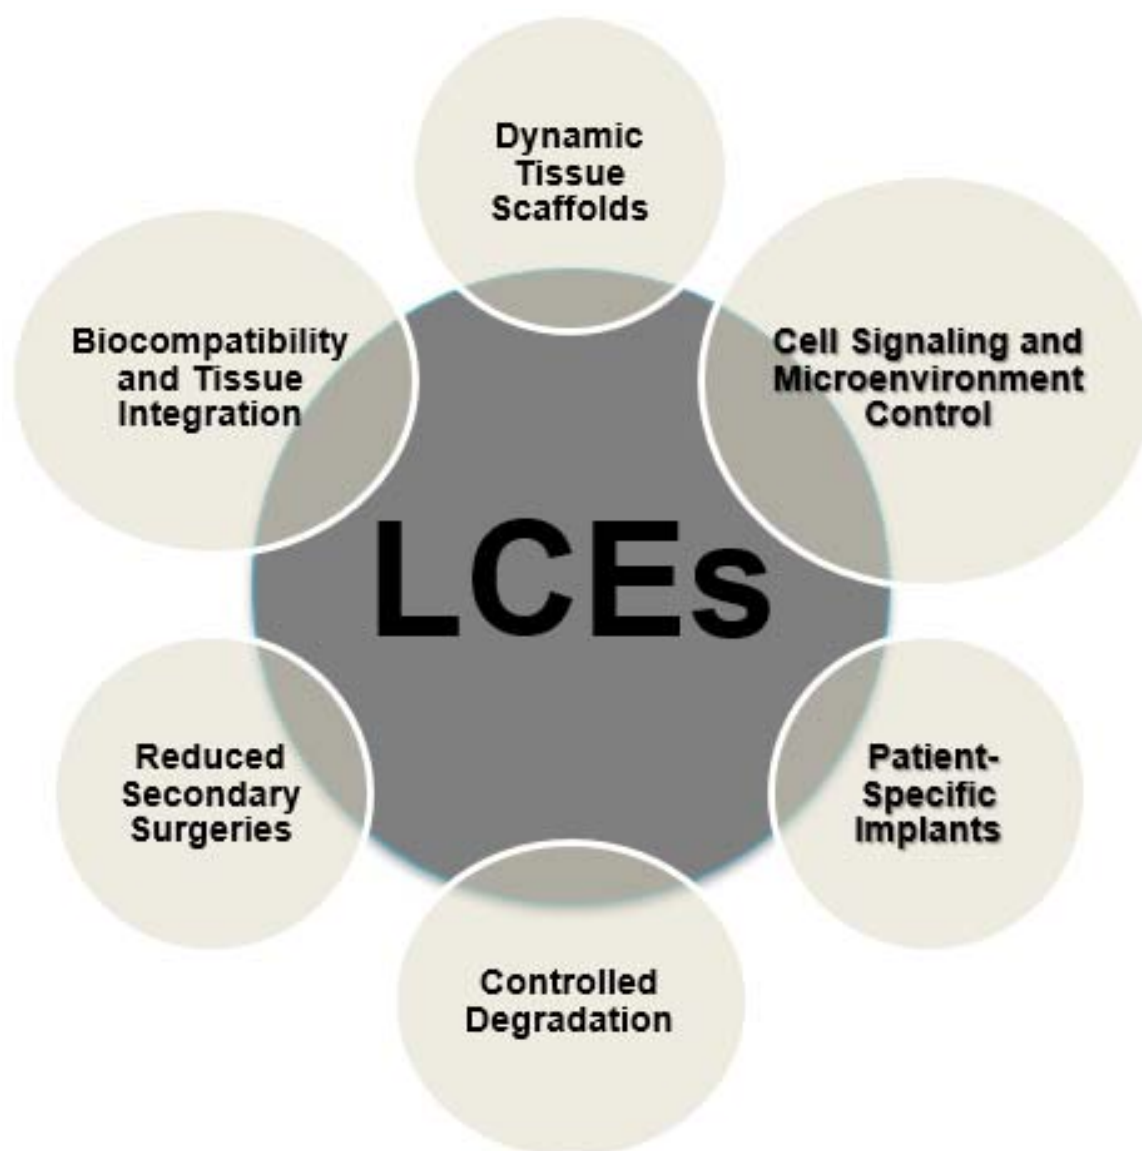 Dynamic
Tissue
Scaffolds
Biocompatibility
and Tissue
Integration
Cell Signaling and
Microenvironment
Control
LCEs
Reduced
Secondary
Surgeries
Patient-
Specific
Implants
Controlled
Degradation